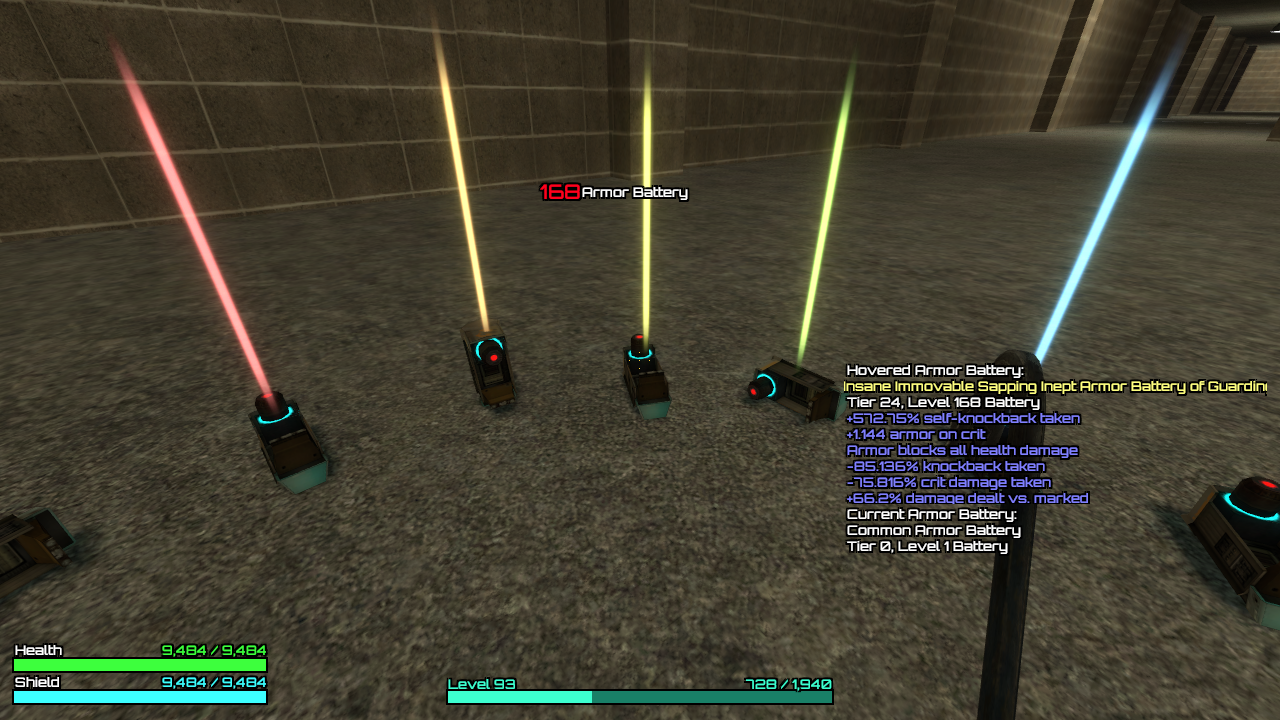 168 Armor Battery
Hovered Armor Battery:
Insane Immovable Sapping Inept Armor Battery of Guarding
Tier 24, Level 168 Battery
+572.75% self-knockback taken
+1.144 armor on crit
Armor blocks all health damage
-85.136% knockback taken
-75.816% crit damage taken
+66.2% damage dealt vs. marked
Current Armor Battery:
Common Armor Battery
Tier 0, Level 1 Battery
Health 9,484 / 9,484
Shield 9,484 / 9,484
Level 93 728 / 1,940